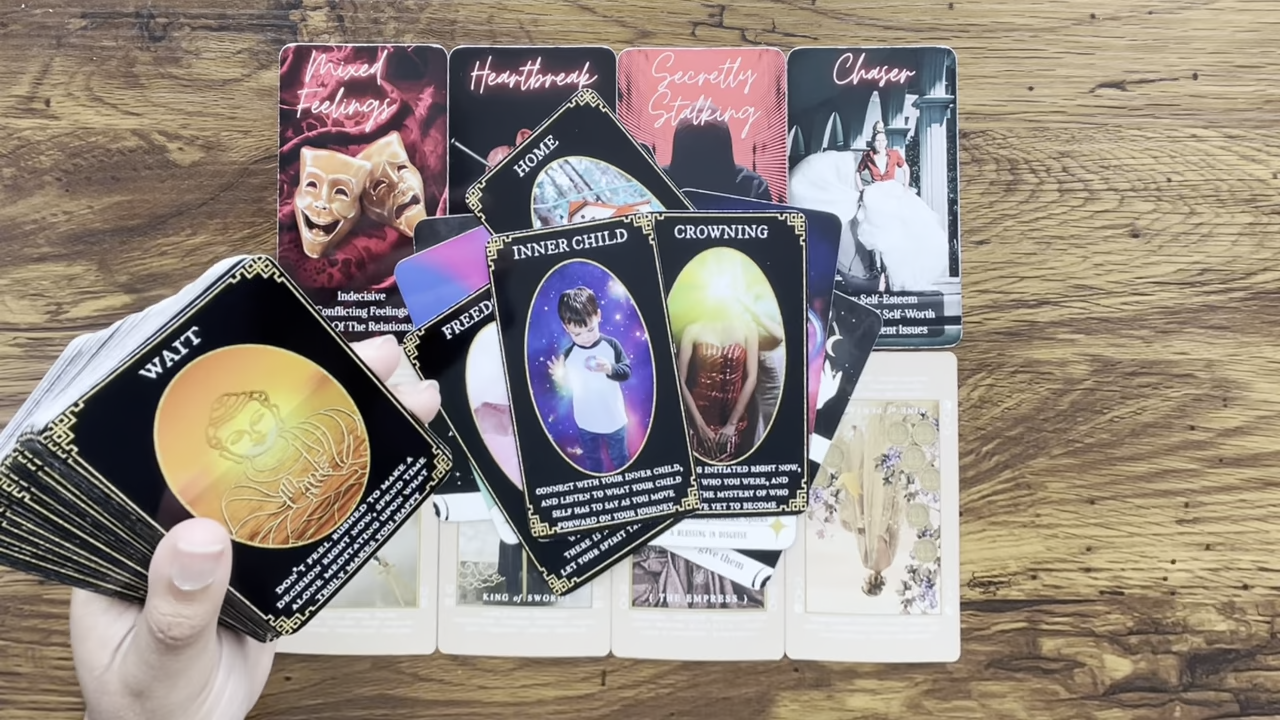 Mixed
Feelings
Indecisive
Conflicting Feelings
Of The Relations
Heartbreak
Secretly
Stalking
Chaser
Self-Esteem
Self-Worth
Issues
HOME
INNER CHILD
CONNECT WITH YOUR INNER CHILD,
AND LISTEN TO WHAT YOUR CHILD
SELF HAS TO SAY AS YOU MOVE
FORWARD ON YOUR JOURNEY.
CROWNING
INITIATED RIGHT NOW,
WHO YOU WERE, AND
THE MYSTERY OF WHO
YET TO BECOME
FREED
THERE IS
LET YOUR SPIRIT
WAIT
DON'T FEEL RUSHED TO MAKE A
DECISION RIGHT NOW, SPEND TIME
ALONE MEDITATING UPON WHAT
TRULY MAKES YOU HAPPY
Sparks
A BLESSING IN DISGUISE
give them
KING of SWORDS
( THE EMPRESS )